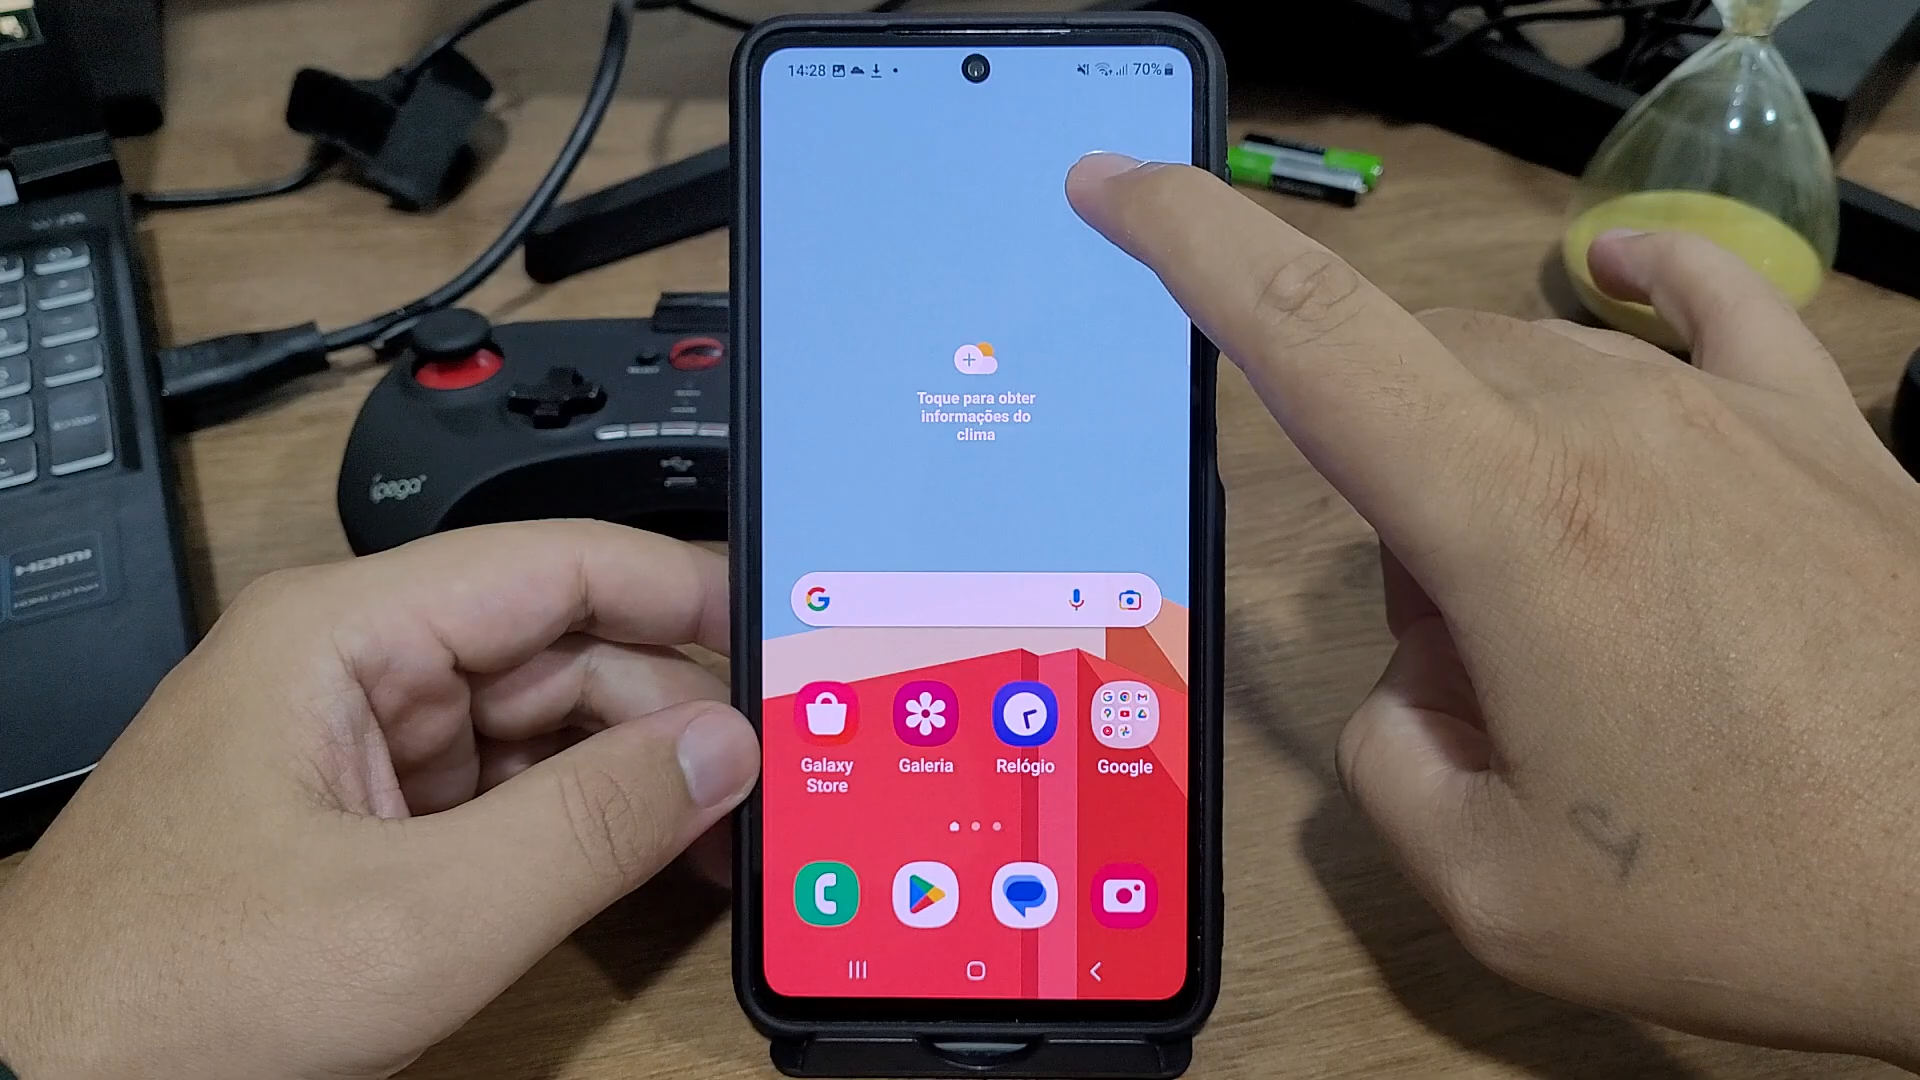 14:28
70%
Toque para obter
informações do
clima
Galaxy
Store
Galeria
Relógio
Google
ipega
HDMI